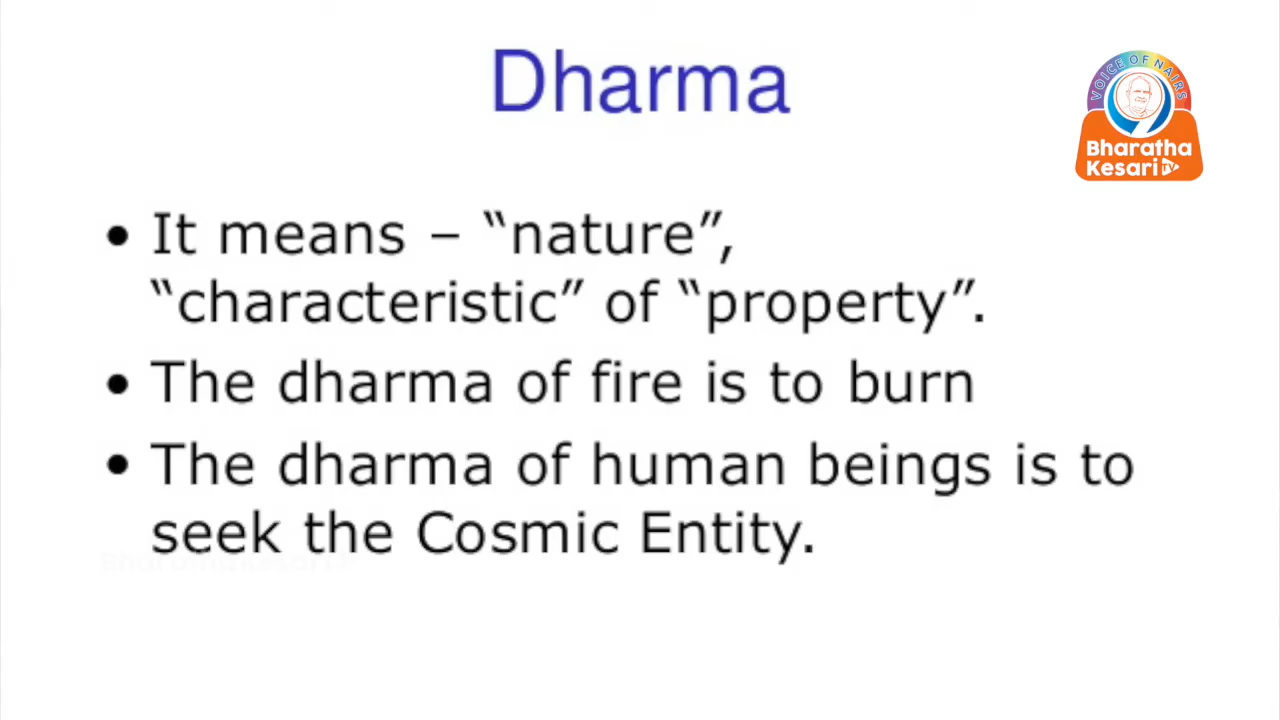 Dharma
VOICE OF NAIRS
Bharatha
Kesari TV
• It means – “nature”,
“characteristic” of “property”.
• The dharma of fire is to burn
• The dharma of human beings is to
seek the Cosmic Entity.